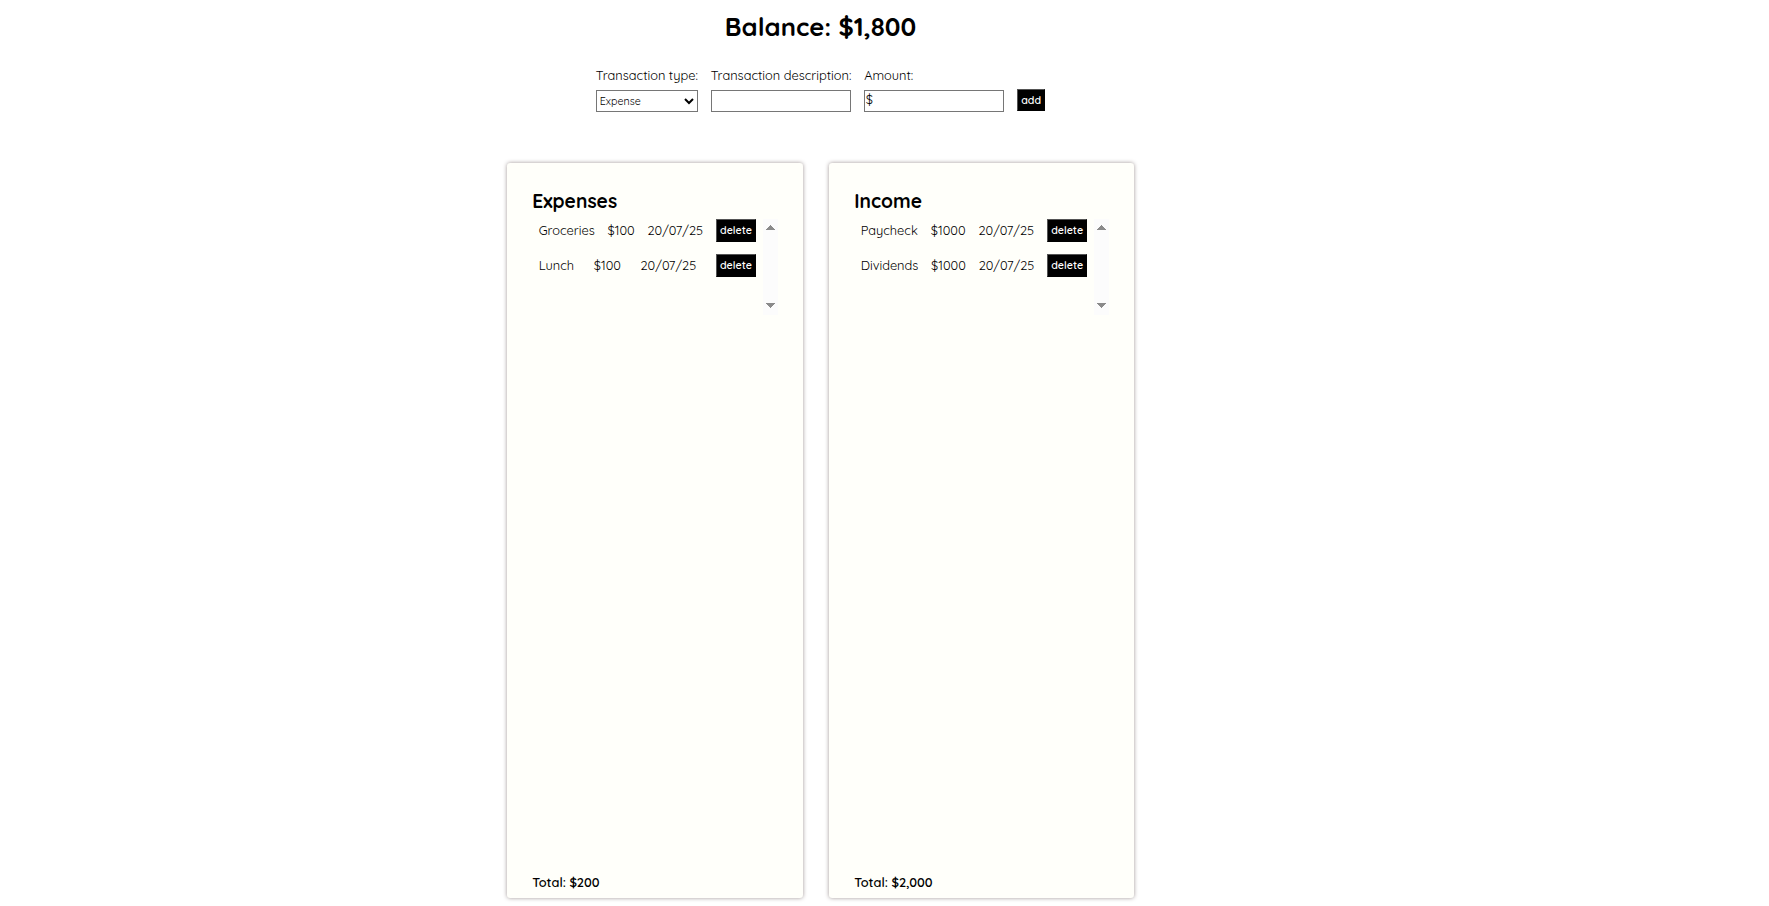 Balance: $1,800
Transaction type: Transaction description: Amount:
Expense $ add
Expenses
Groceries $100 20/07/25 delete
Lunch $100 20/07/25 delete
Total: $200
Income
Paycheck $1000 20/07/25 delete
Dividends $1000 20/07/25 delete
Total: $2,000